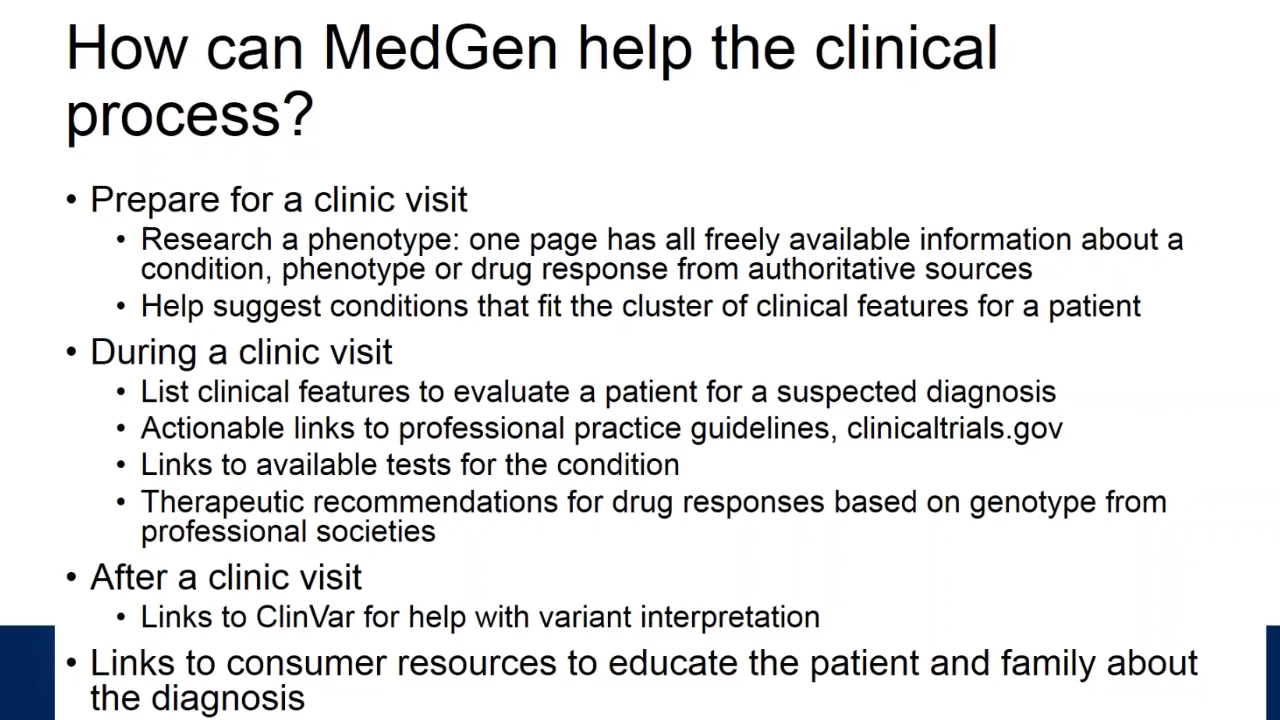 How can MedGen help the clinical
process?
• Prepare for a clinic visit
• Research a phenotype: one page has all freely available information about a
condition, phenotype or drug response from authoritative sources
• Help suggest conditions that fit the cluster of clinical features for a patient
• During a clinic visit
• List clinical features to evaluate a patient for a suspected diagnosis
• Actionable links to professional practice guidelines, clinicaltrials.gov
• Links to available tests for the condition
• Therapeutic recommendations for drug responses based on genotype from
professional societies
• After a clinic visit
• Links to ClinVar for help with variant interpretation
• Links to consumer resources to educate the patient and family about
the diagnosis